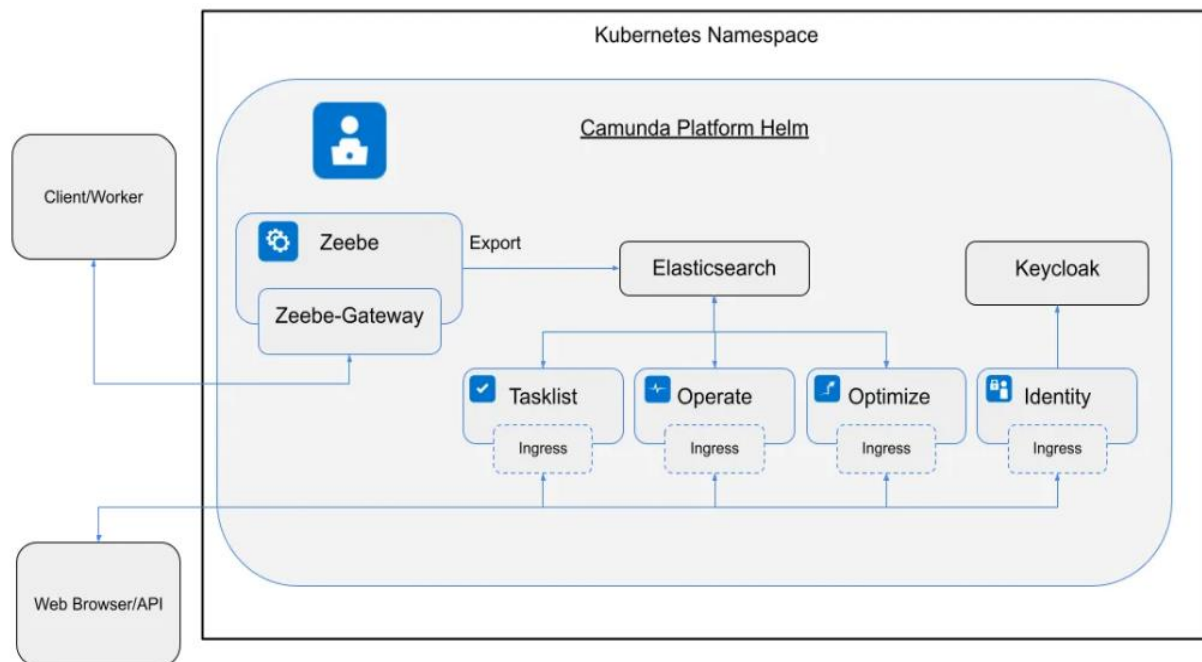 Kubernetes Namespace
Camunda Platform Helm
Client/Worker
Zeebe
Export
Elasticsearch
Keycloak
Zeebe-Gateway
Tasklist
Operate
Optimize
Identity
Ingress
Ingress
Ingress
Ingress
Web Browser/API